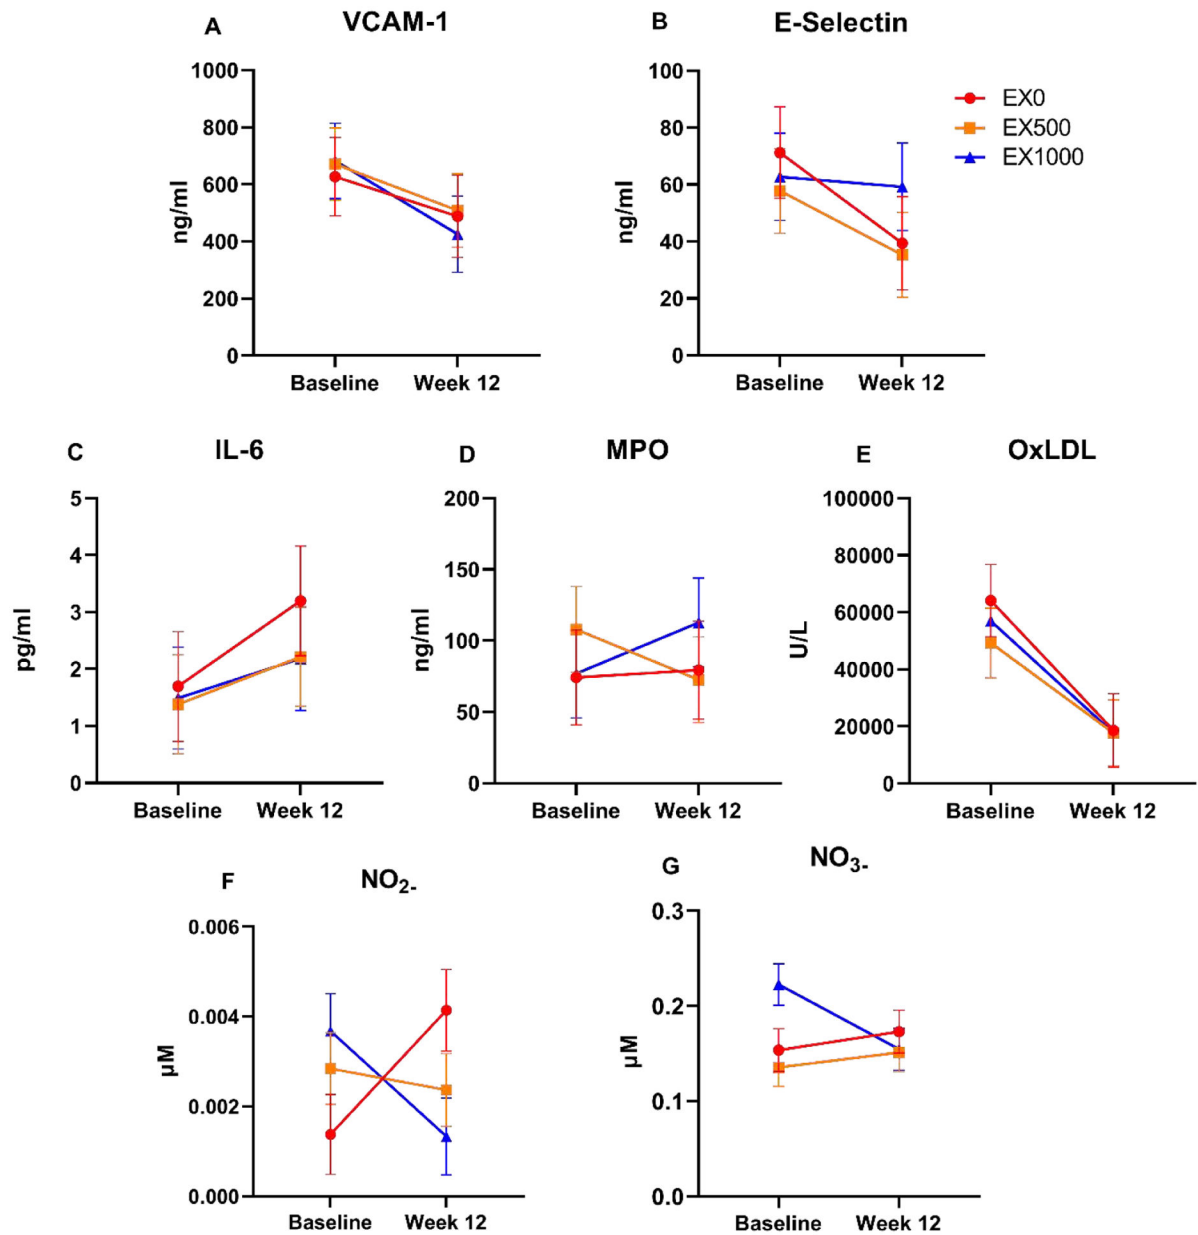 A VCAM-1
1000
800
600
400
200
0
ng/ml
Baseline Week 12
B E-Selectin
100
80
60
40
20
0
ng/ml
Baseline Week 12
EX0
EX500
EX1000
C IL-6
5
4
3
2
1
0
pg/ml
Baseline Week 12
D MPO
200
150
100
50
0
ng/ml
Baseline Week 12
E OxLDL
100000
80000
60000
40000
20000
0
U/L
Baseline Week 12
F NO2-
0.006
0.004
0.002
0.000
µM
Baseline Week 12
G NO3-
0.3
0.2
0.1
0.0
µM
Baseline Week 12